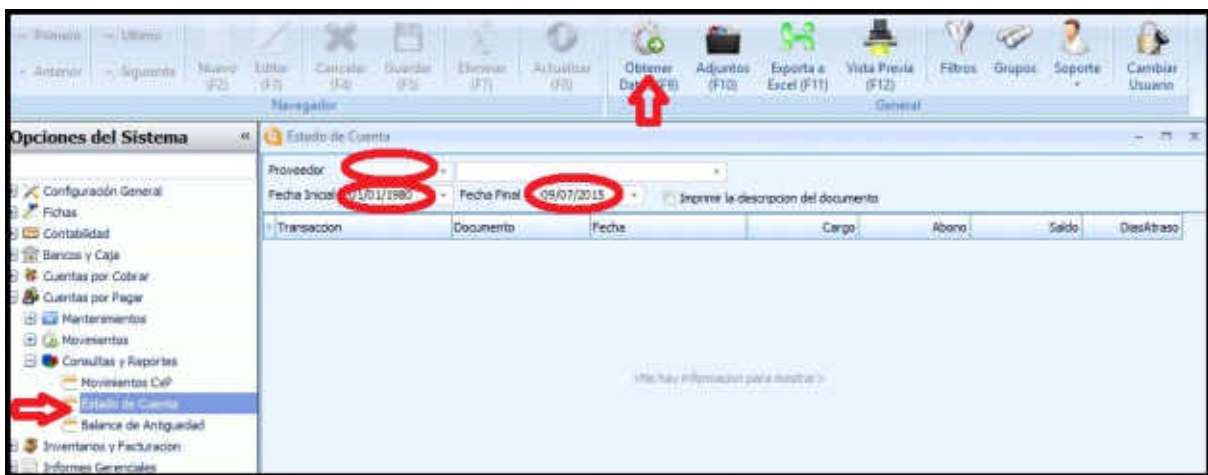 Primero Ultimo
Anterior Siguiente
Nuevo (F2)
Editar (F3)
Cancelar (F4)
Guardar (F5)
Eliminar (F7)
Actualizar (F8)
Obtener Datos (F9)
Adjuntos (F10)
Exporta a Excel (F11)
Vista Previa (F12)
Filtros
Grupos
Soporte
Cambiar Usuario
Navegador General
Opciones del Sistema «
Estado de Cuenta
Proveedor
Fecha Inicial 01/01/1980 Fecha Final 09/07/2015 Imprimir la descripcion del documento
Transaccion Documento Fecha Cargo Abono Saldo DiasAtraso
<No hay informacion para mostrar>
Configuración General
Fichas
Contabilidad
Bancos y Caja
Cuentas por Cobrar
Cuentas por Pagar
Mantenimientos
Movimientos
Consultas y Reportes
Movimientos CxP
Estado de Cuenta
Balance de Antiguedad
Inventarios y Facturacion
Informes Gerenciales